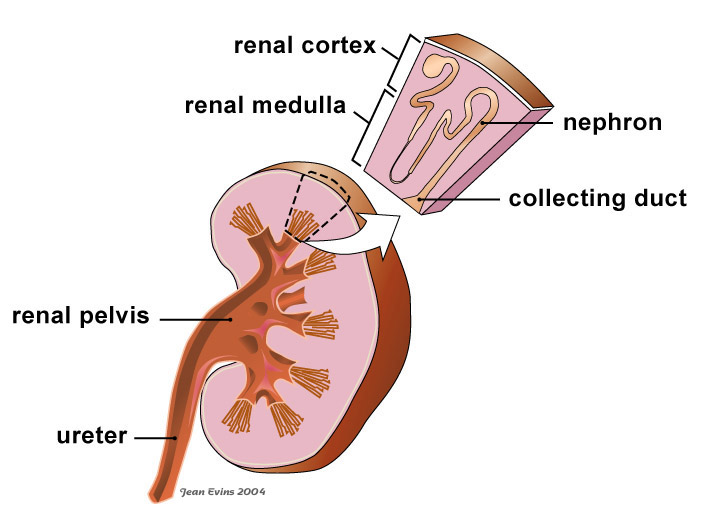 renal cortex
renal medulla
nephron
collecting duct
renal pelvis
ureter
Jean Evins 2004